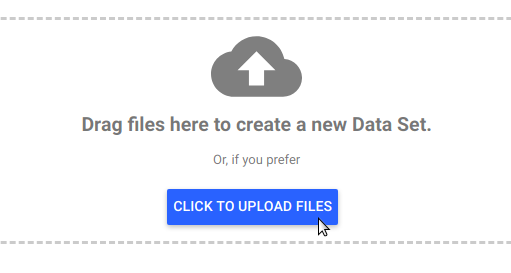 Drag files here to create a new Data Set.
Or, if you prefer
CLICK TO UPLOAD FILES